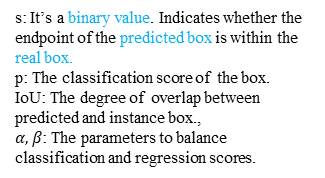 s: It's a binary value. Indicates whether the
endpoint of the predicted box is within the
real box.
p: The classification score of the box.
IoU: The degree of overlap between
predicted and instance box.,
α, β: The parameters to balance
classification and regression scores.